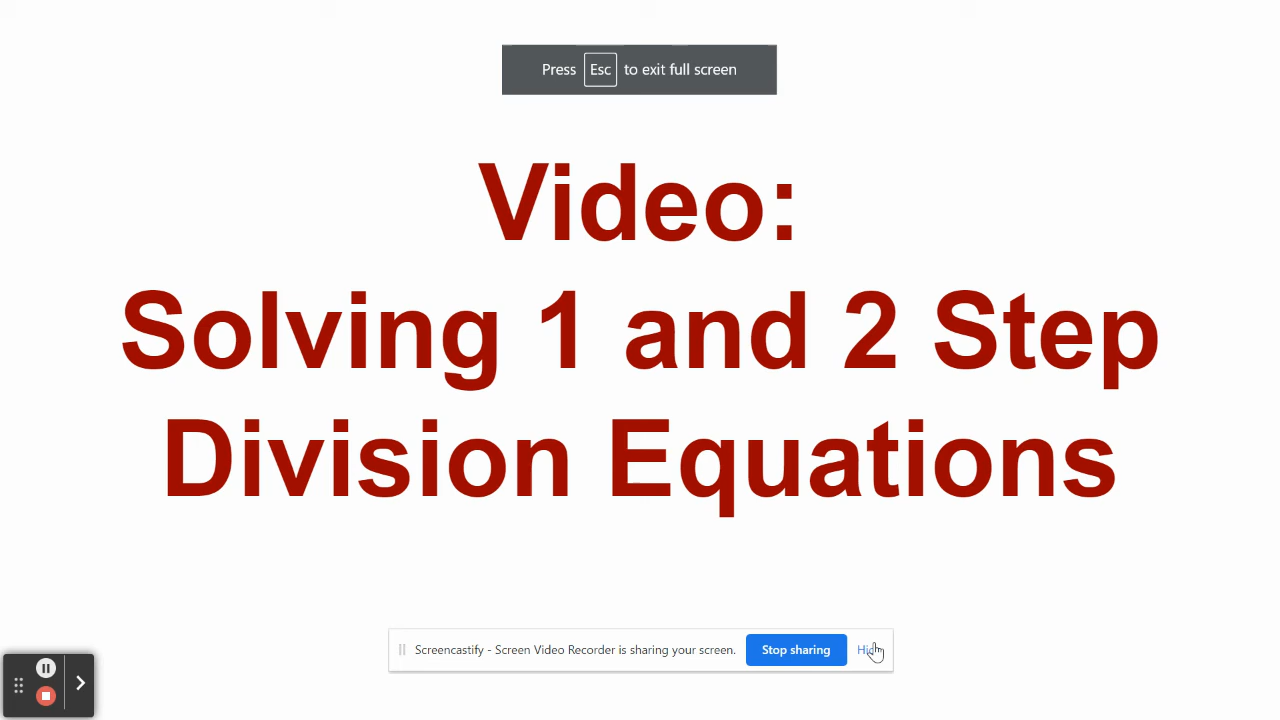 Press Esc to exit full screen
Video:
Solving 1 and 2 Step
Division Equations
Screencastify - Screen Video Recorder is sharing your screen. Stop sharing